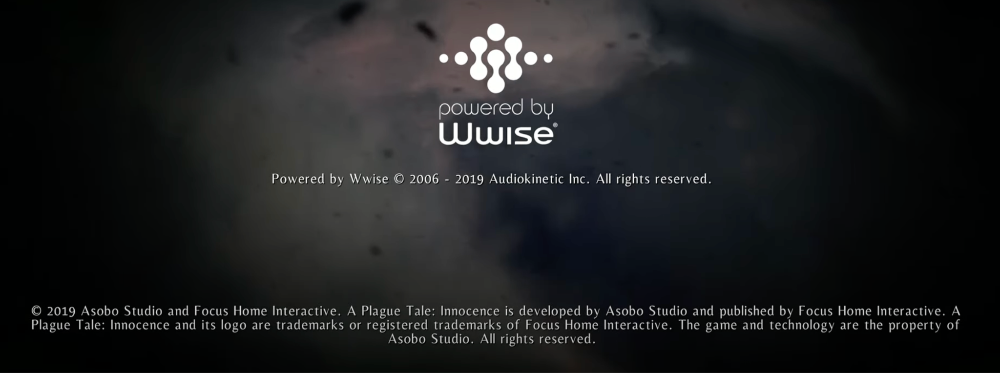 powered by
Wwise®
Powered by Wwise © 2006 - 2019 Audiokinetic Inc. All rights reserved.
© 2019 Asobo Studio and Focus Home Interactive. A Plague Tale: Innocence is developed by Asobo Studio and published by Focus Home Interactive. A
Plague Tale: Innocence and its logo are trademarks or registered trademarks of Focus Home Interactive. The game and technology are the property of
Asobo Studio. All rights reserved.